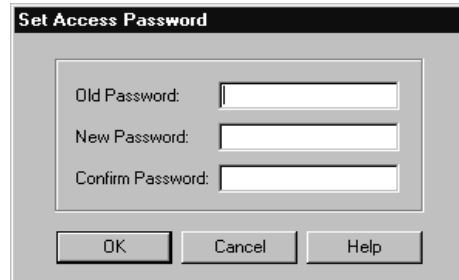 Set Access Password
Old Password:
New Password:
Confirm Password:
OK Cancel Help